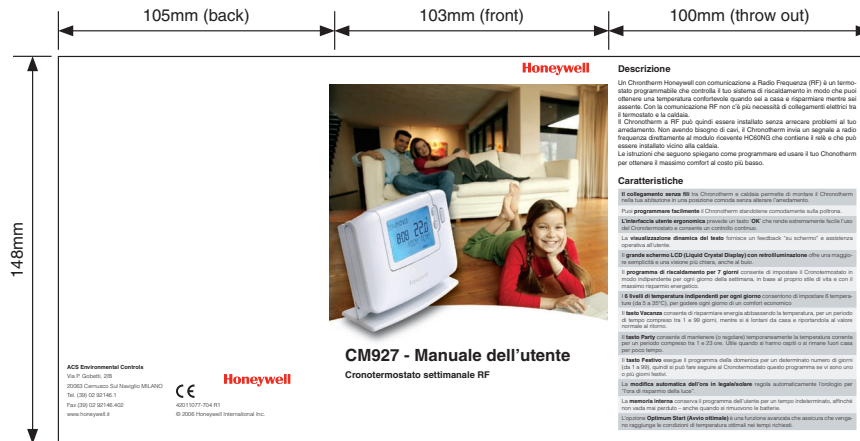 105mm (back)
103mm (front)
100mm (throw out)
148mm
ACS Environmental Controls
Via P. Gobetti, 2/B
20063 Cernusco Sul Naviglio MILANO
Tel. (39) 02 92146.1
Fax (39) 02 92146.402
www.honeywell.it
CE
Honeywell
42011077-704 R1
© 2006 Honeywell International Inc.
Honeywell
CM927 - Manuale dell'utente
Cronotermostato settimanale RF
Descrizione
Un Chrontherm Honeywell con comunicazione a Radio Frequenza (RF) è un termo-
stato programmabile che controlla il tuo sistema di riscaldamento in modo che puoi
ottenere una temperatura confortevole quando sei a casa e risparmiare mentre sei
assente. Con la comunicazione RF non c'è più necessità di collegamenti elettrici tra
il termostato e la caldaia.
Il Chronotherm a RF può quindi essere installato senza arrecare problemi al tuo
arredamento. Non avendo bisogno di cavi, il Chronotherm invia un segnale a radio
frequenza direttamente al modulo ricevente HC60NG che contiene il relè e che può
essere installato vicino alla caldaia.
Le istruzioni che seguono spiegano come programmare ed usare il tuo Chonotherm
per ottenere il massimo comfort al costo più basso.
Caratteristiche
Il collegamento senza fili tra Chronotherm e caldaia permette di montare il Chronotherm
nella tua abitazione in una posizione comoda senza alterare l'arredamento.
Puoi programmare facilmente il Chronotherm standotene comodamente sulla poltrona.
L'interfaccia utente ergonomica prevede un tasto 'OK' che rende estremamente facile l'uso
del Cronotermostato e consente un controllo continuo.
La visualizzazione dinamica del testo fornisce un feedback "su schermo" e assistenza
operativa all'utente.
Il grande schermo LCD (Liquid Crystal Display) con retroilluminazione offre una maggio-
re semplicità e una visione più chiara, anche al buio.
Il programma di riscaldamento per 7 giorni consente di impostare il Cronotermostato in
modo indipendente per ogni giorno della settimana, in base al proprio stile di vita e con il
massimo risparmio energetico.
I 6 livelli di temperatura indipendenti per ogni giorno consentono di impostare 6 tempera-
ture (da 5 a 35°C), per godere ogni giorno di un comfort economico
Il tasto Vacanza consente di risparmiare energia abbassando la temperatura, per un periodo
di tempo compreso tra 1 e 99 giorni, mentre si è lontani da casa e riportandola al valore
normale al ritorno.
Il tasto Party consente di mantenere (o regolare) temporaneamente la temperatura corrente
per un periodo compreso tra 1 e 23 ore. Utile quando si hanno ospiti o si rimane fuori casa
per poco tempo.
Il tasto Festivo esegue il programma della domenica per un determinato numero di giorni
(da 1 a 99), quindi si può fare seguire al Cronotermostato questo programma se vi sono uno
o più giorni festivi.
La modifica automatica dell'ora in legale/solare regola automaticamente l'orologio per
"l'ora di risparmio della luce".
La memoria interna conserva il programma dell'utente per un tempo indeterminato, affinché
non vada mai perduto – anche quando si rimuovono le batterie.
L'opzione Optimum Start (Avvio ottimale) è una funzione avanzata che assicura che venga-
no raggiunte le condizioni di temperatura ottimali nei tempi richiesti.